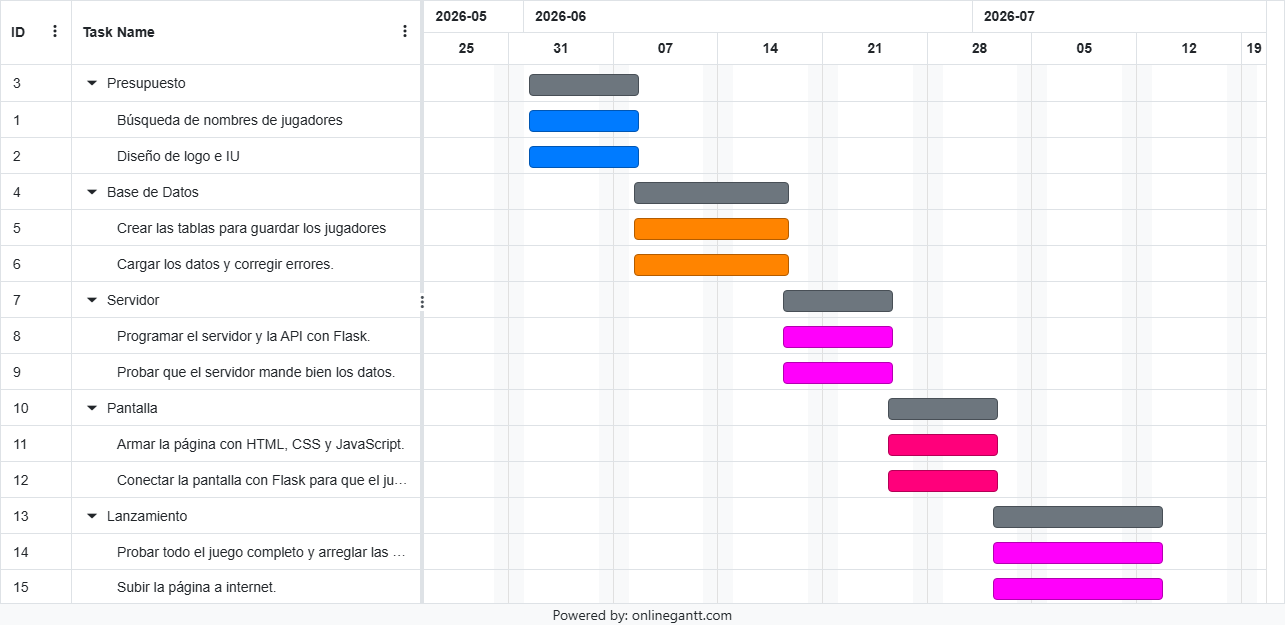 2026-05 2026-06 2026-07
ID Task Name
25 31 07 14 21 28 05 12 19
3 Presupuesto
1 Búsqueda de nombres de jugadores
2 Diseño de logo e IU
4 Base de Datos
5 Crear las tablas para guardar los jugadores
6 Cargar los datos y corregir errores.
7 Servidor
8 Programar el servidor y la API con Flask.
9 Probar que el servidor mande bien los datos.
10 Pantalla
11 Armar la página con HTML, CSS y JavaScript.
12 Conectar la pantalla con Flask para que el ju…
13 Lanzamiento
14 Probar todo el juego completo y arreglar las …
15 Subir la página a internet.
Powered by: onlinegantt.com